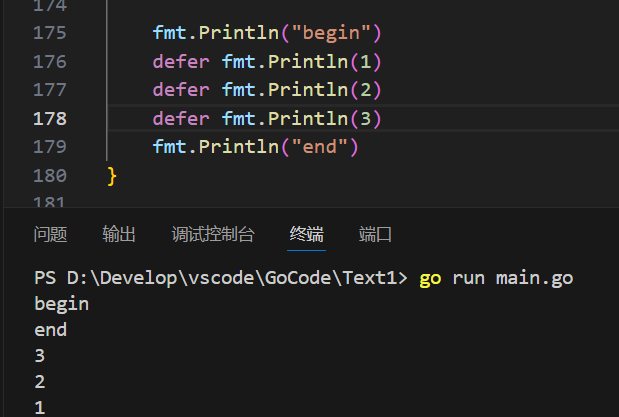 174
175 fmt.Println("begin")
176 defer fmt.Println(1)
177 defer fmt.Println(2)
178 defer fmt.Println(3)
179 fmt.Println("end")
180 }
181
问题 输出 调试控制台 终端 端口
PS D:\Develop\vscode\GoCode\Text1> go run main.go
begin
end
3
2
1